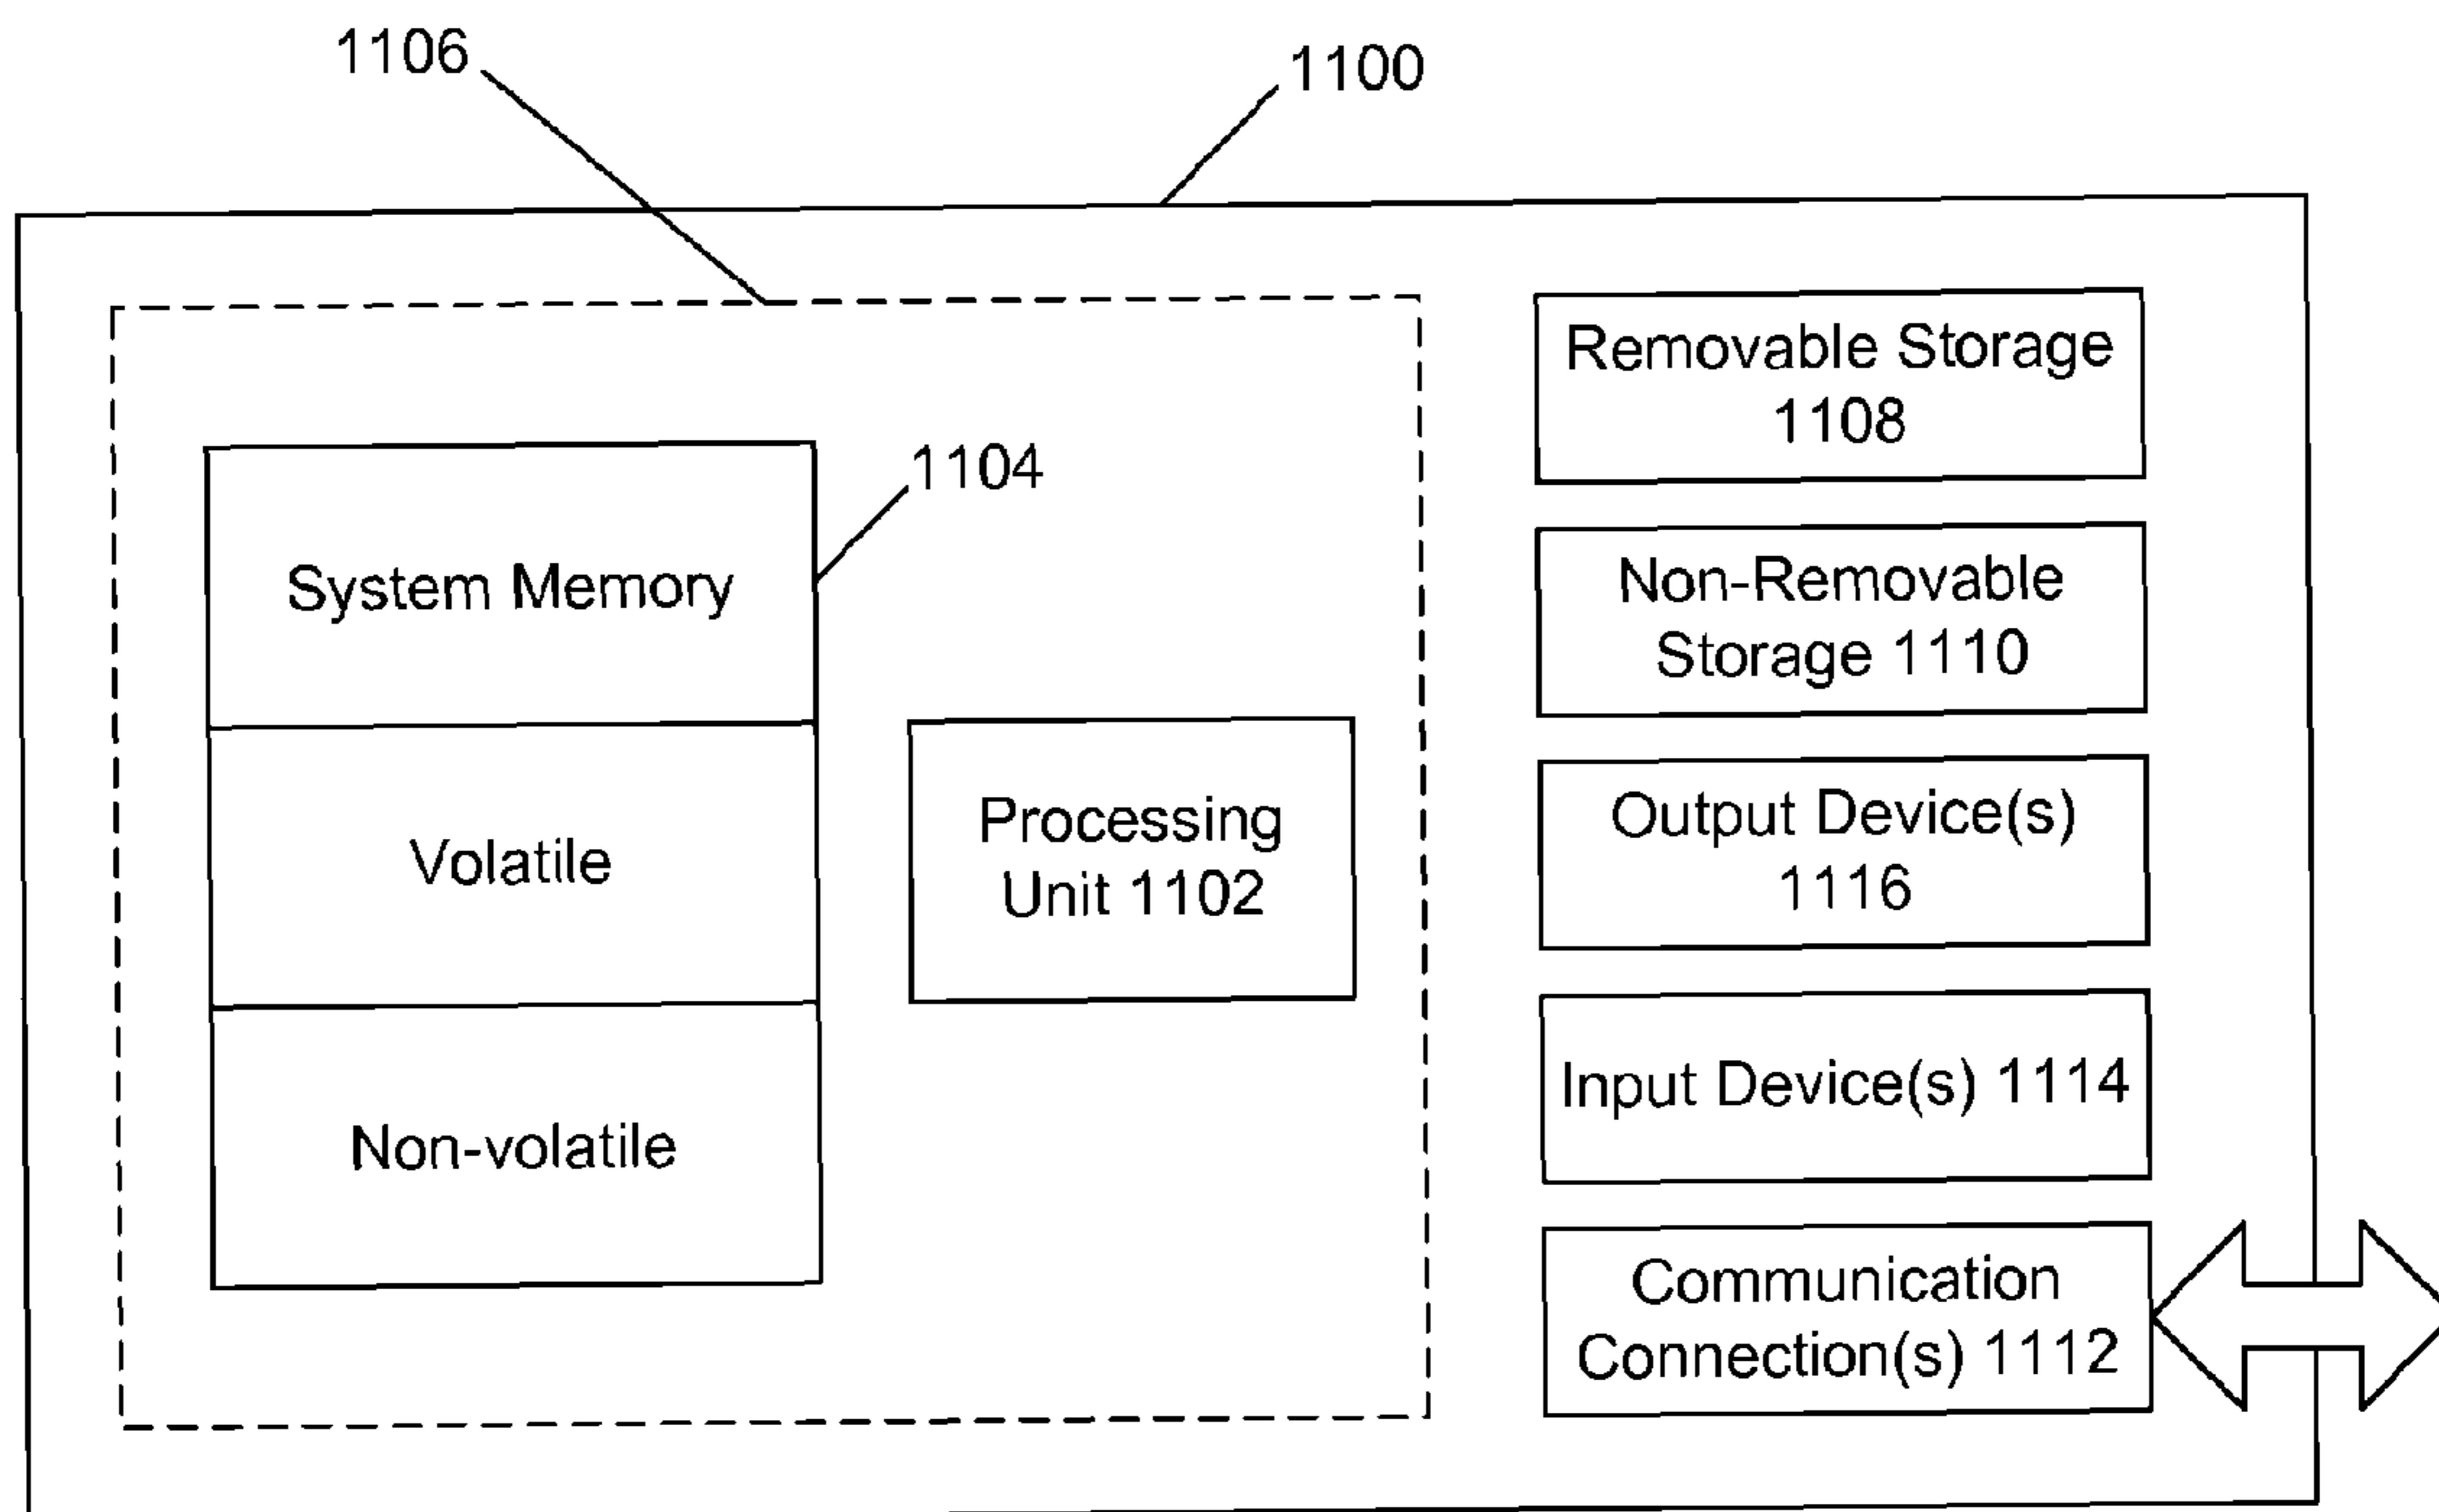 1106
1100
Removable Storage
1108
1104
System Memory
Non-Removable
Storage 1110
Volatile
Processing
Unit 1102
Output Device(s)
1116
Non-volatile
Input Device(s) 1114
Communication
Connection(s) 1112